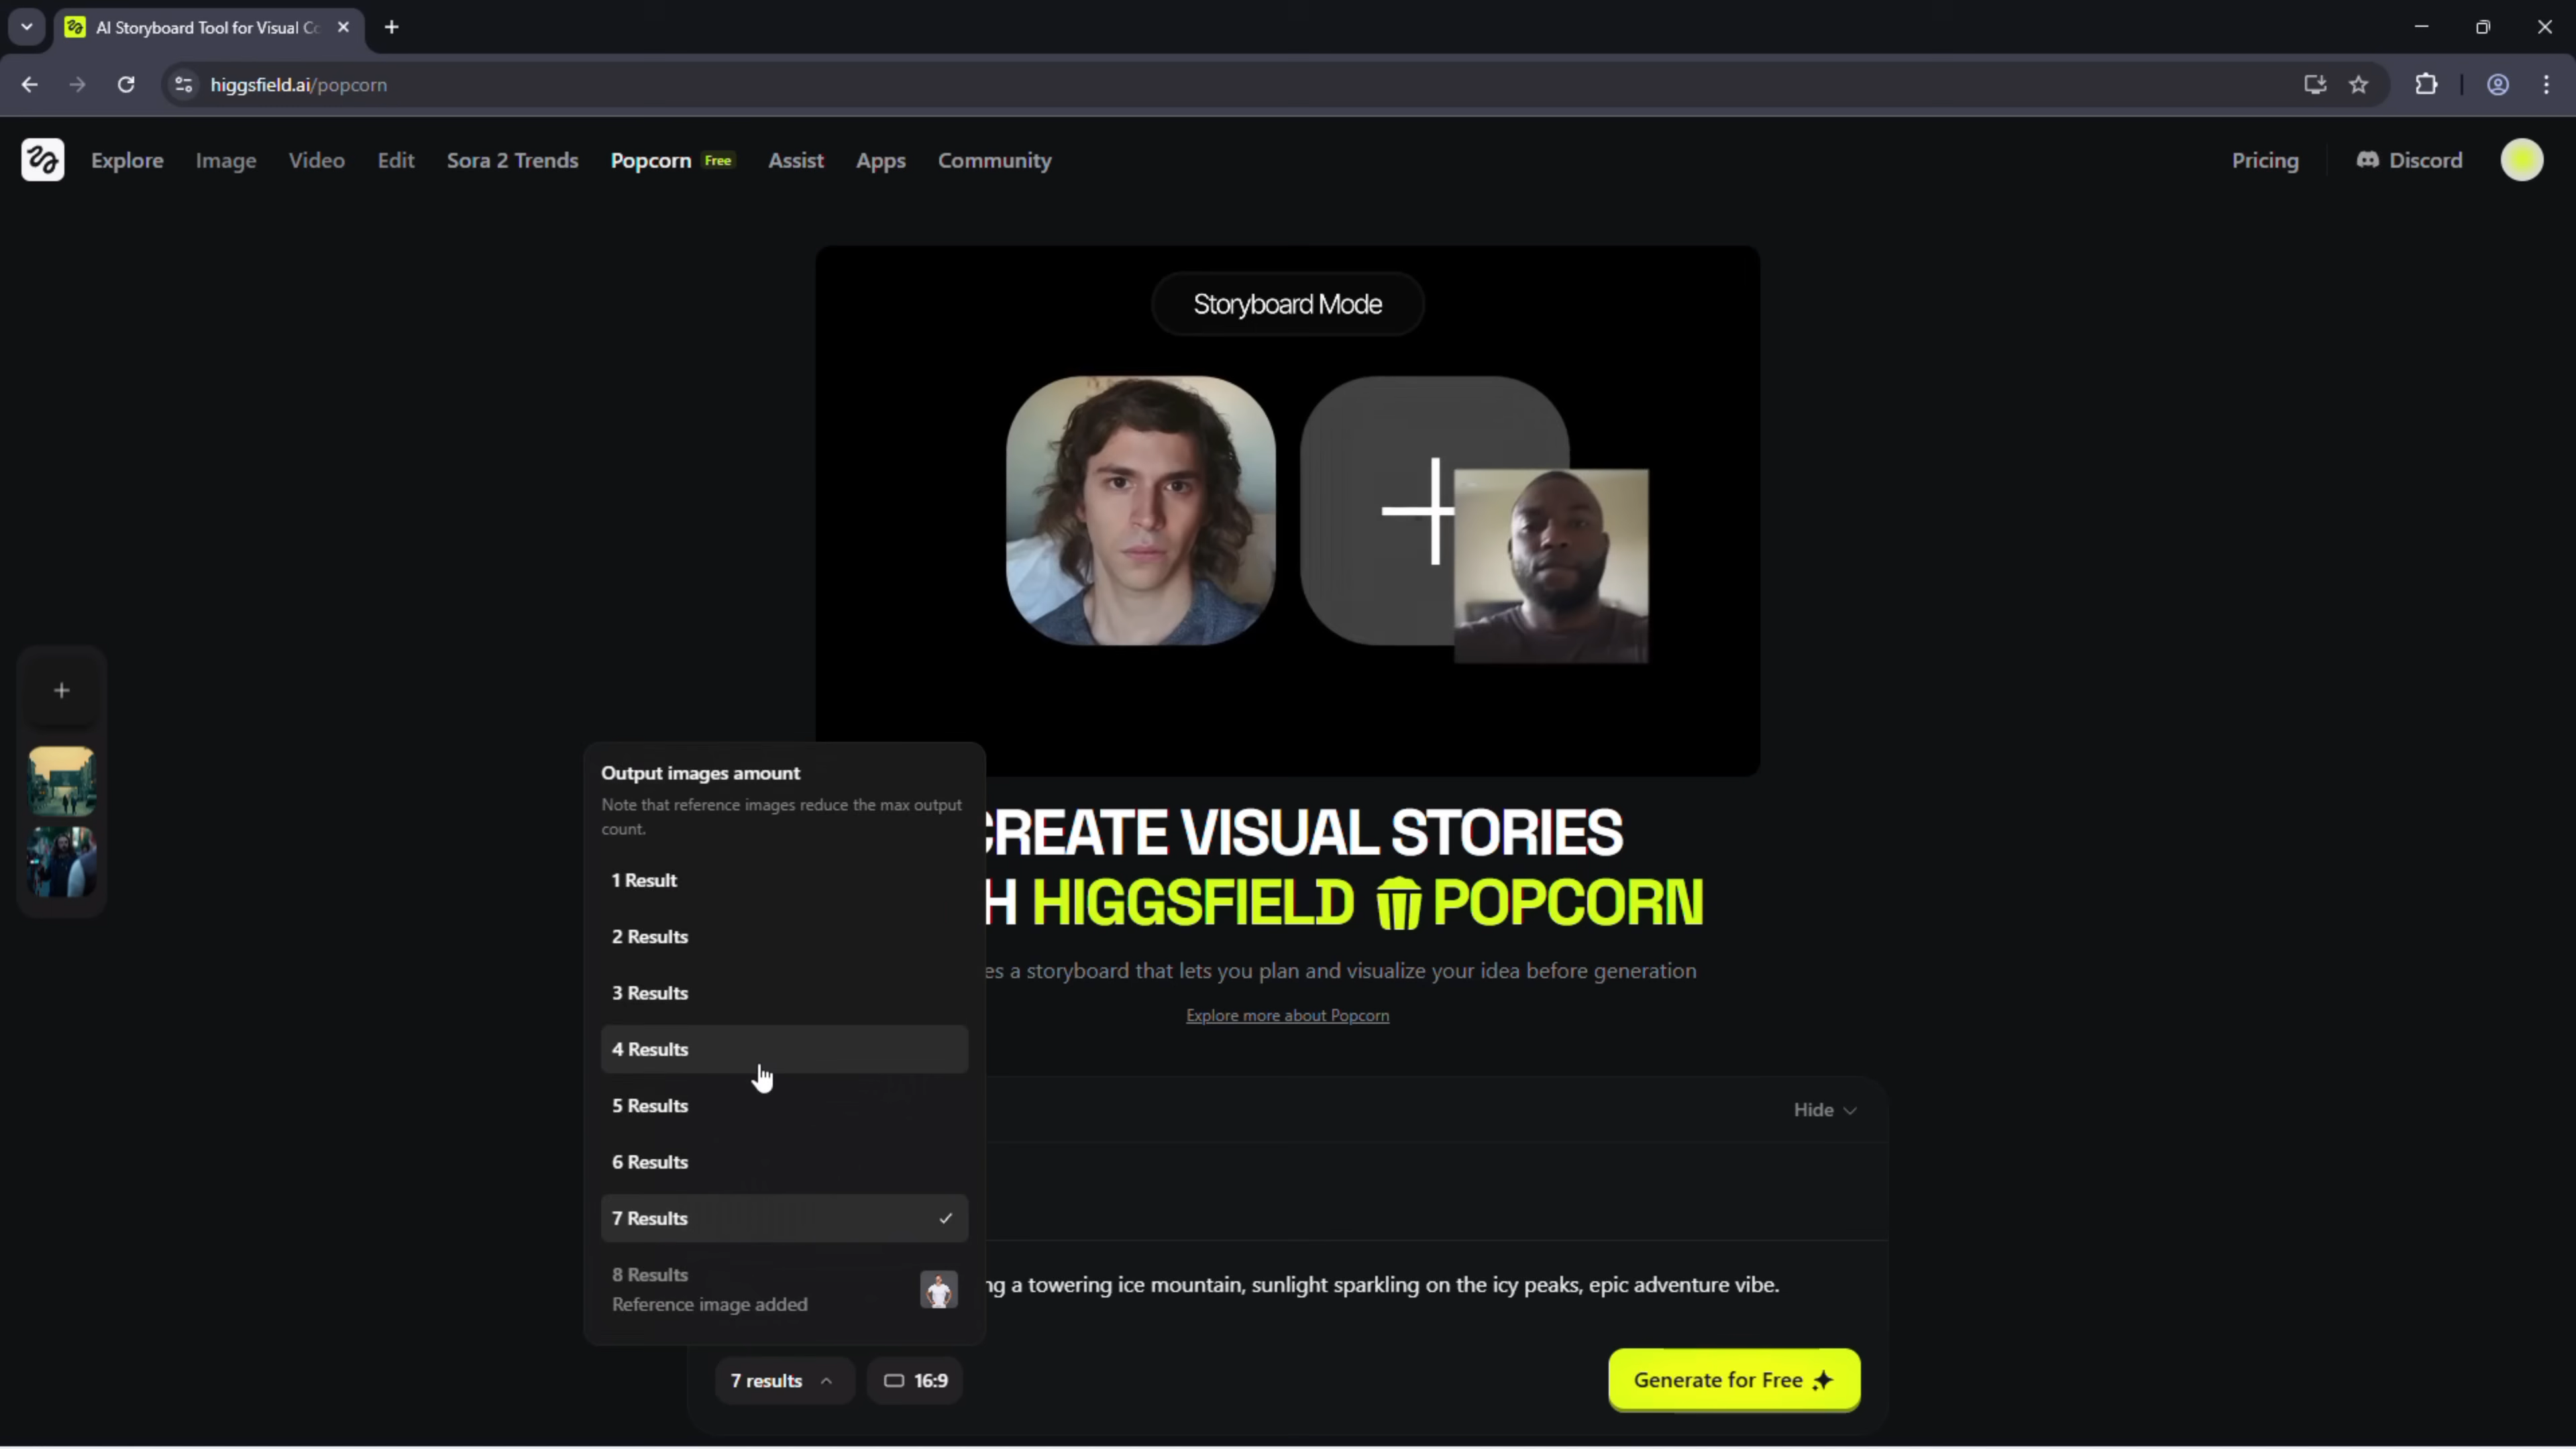 AI Storyboard Tool for Visual Co
higgsfield.ai/popcorn
Explore
Image
Video
Edit
Sora 2 Trends
Popcorn
Free
Assist
Apps
Community
Pricing
Discord
Storyboard Mode
Output images amount
Note that reference images reduce the max output
count.
1 Result
2 Results
3 Results
4 Results
5 Results
6 Results
7 Results
8 Results
Reference image added
CREATE VISUAL STORIES
H HIGGSFIELD POPCORN
es a storyboard that lets you plan and visualize your idea before generation
Explore more about Popcorn
Hide
ng a towering ice mountain, sunlight sparkling on the icy peaks, epic adventure vibe.
7 results
16:9
Generate for Free